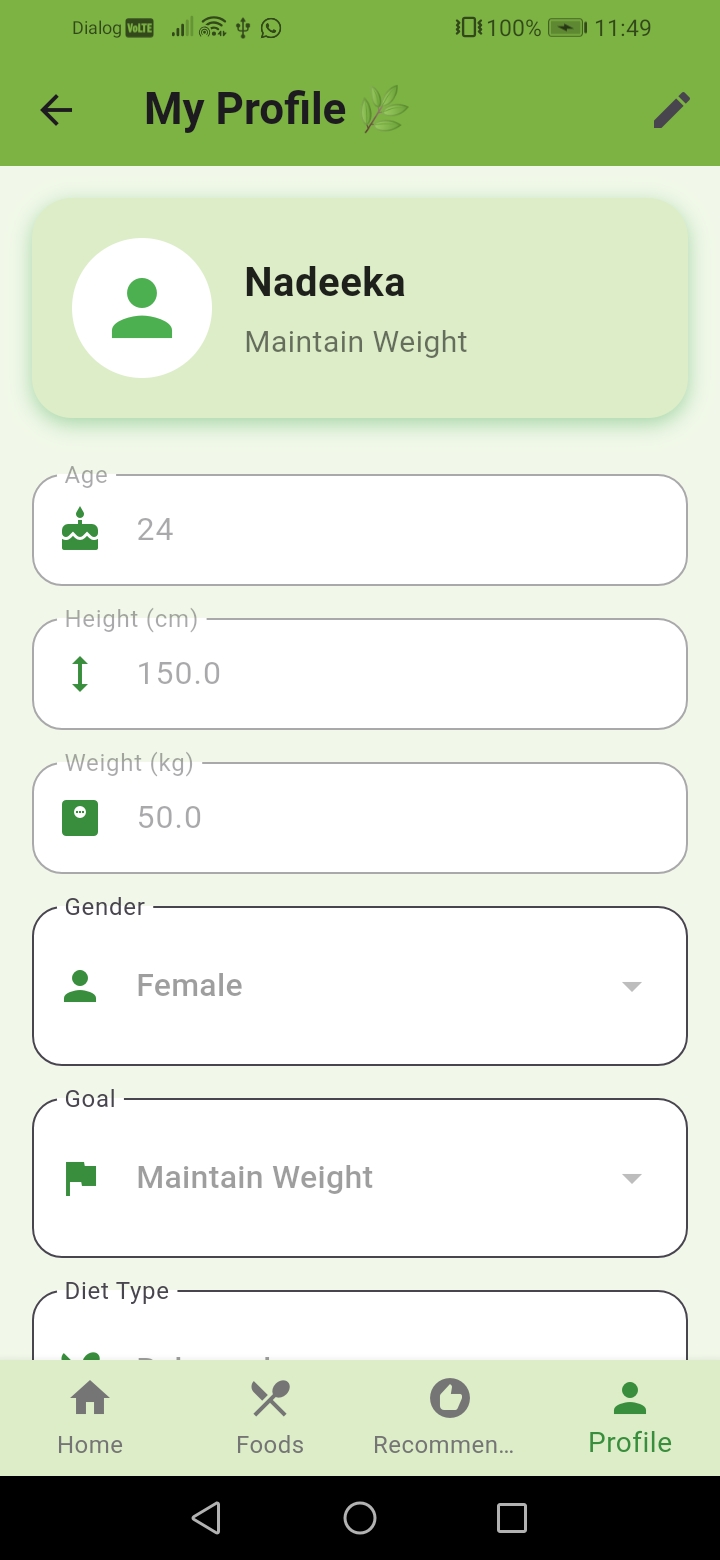 Dialog VoLTE 100% 11:49
My Profile
Nadeeka
Maintain Weight
Age
24
Height (cm)
150.0
Weight (kg)
50.0
Gender
Female
Goal
Maintain Weight
Diet Type
Home Foods Recommen... Profile